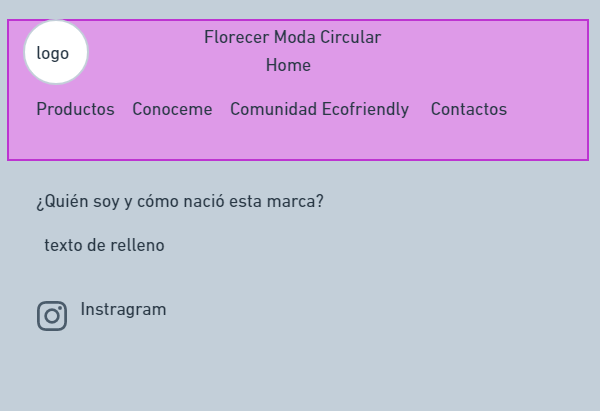 Florecer Moda Circular
logo
Home
Productos Conoceme Comunidad Ecofriendly Contactos
¿Quién soy y cómo nació esta marca?
texto de relleno
Instragram